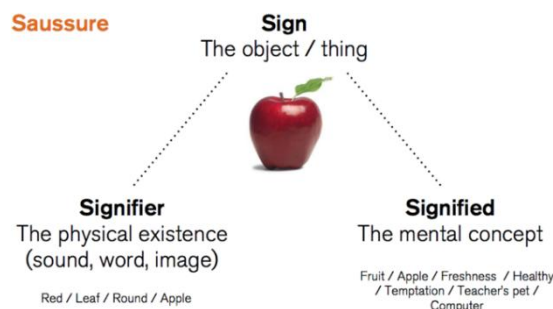 Saussure
Sign
The object / thing
Signifier
The physical existence
(sound, word, image)
Red / Leaf / Round / Apple
Signified
The mental concept
Fruit / Apple / Freshness / Healthy
/ Temptation / Teacher's pet /
Computer